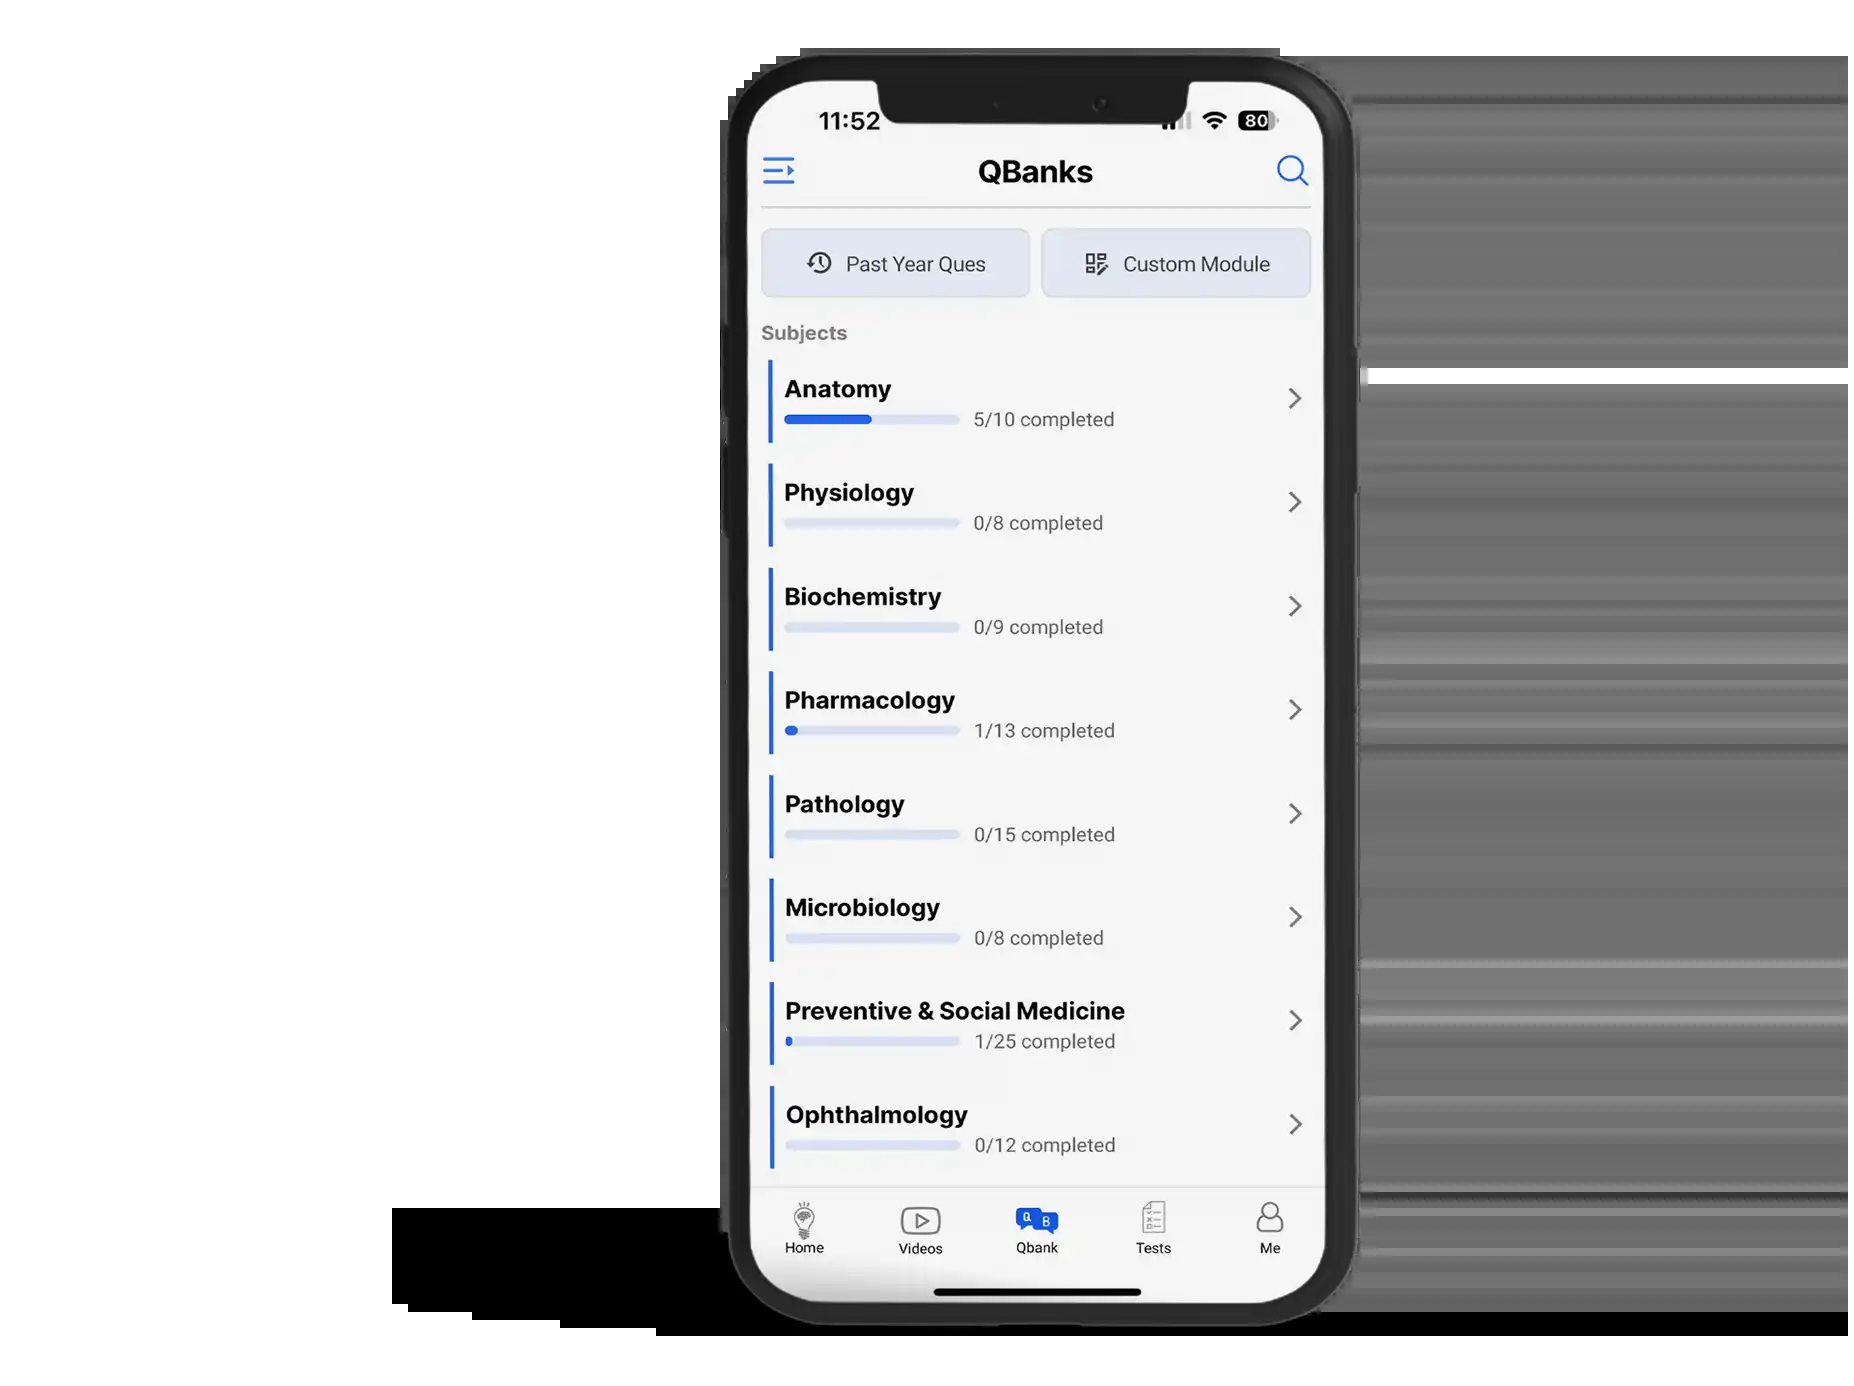 11:52
80
QBanks
Past Year Ques
Custom Module
Subjects
Anatomy
5/10 completed
Physiology
0/8 completed
Biochemistry
0/9 completed
Pharmacology
1/13 completed
Pathology
0/15 completed
Microbiology
0/8 completed
Preventive & Social Medicine
1/25 completed
Ophthalmology
0/12 completed
Q B
Home
Videos
Qbank
Tests
Me